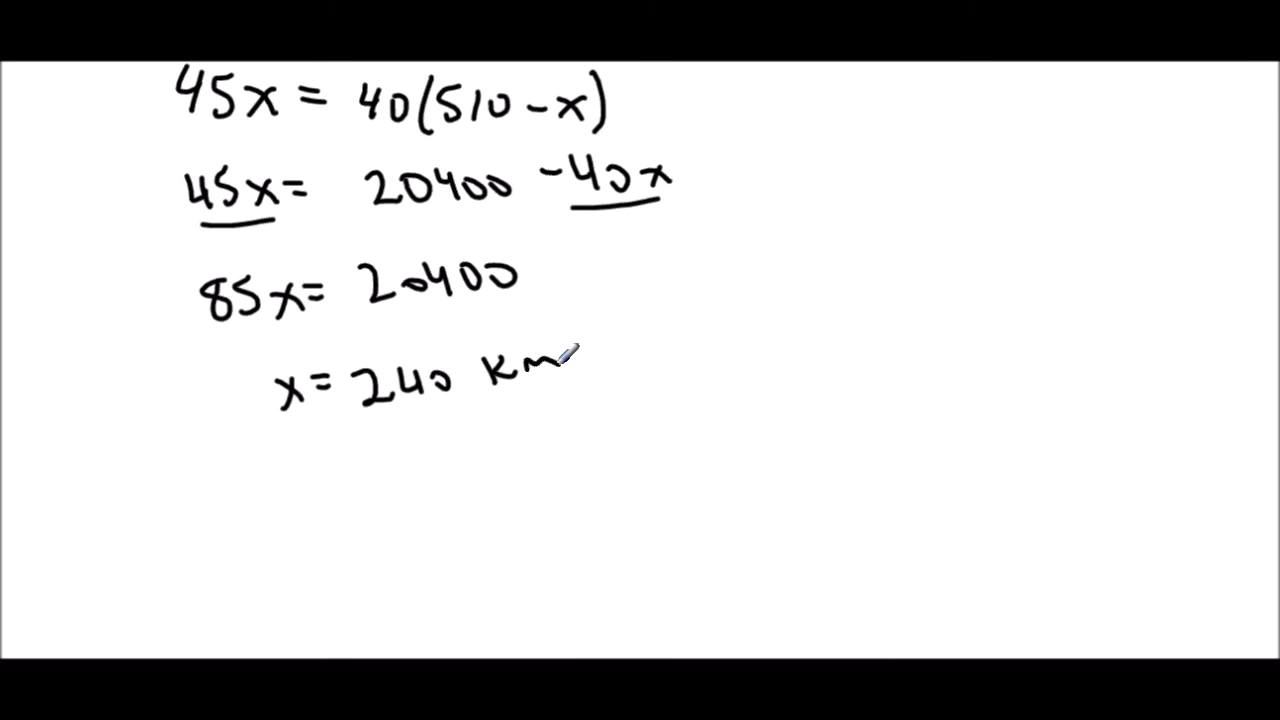 45x = 40(510 - x)
45x = 20400 - 40x
85x = 20400
x = 240 km